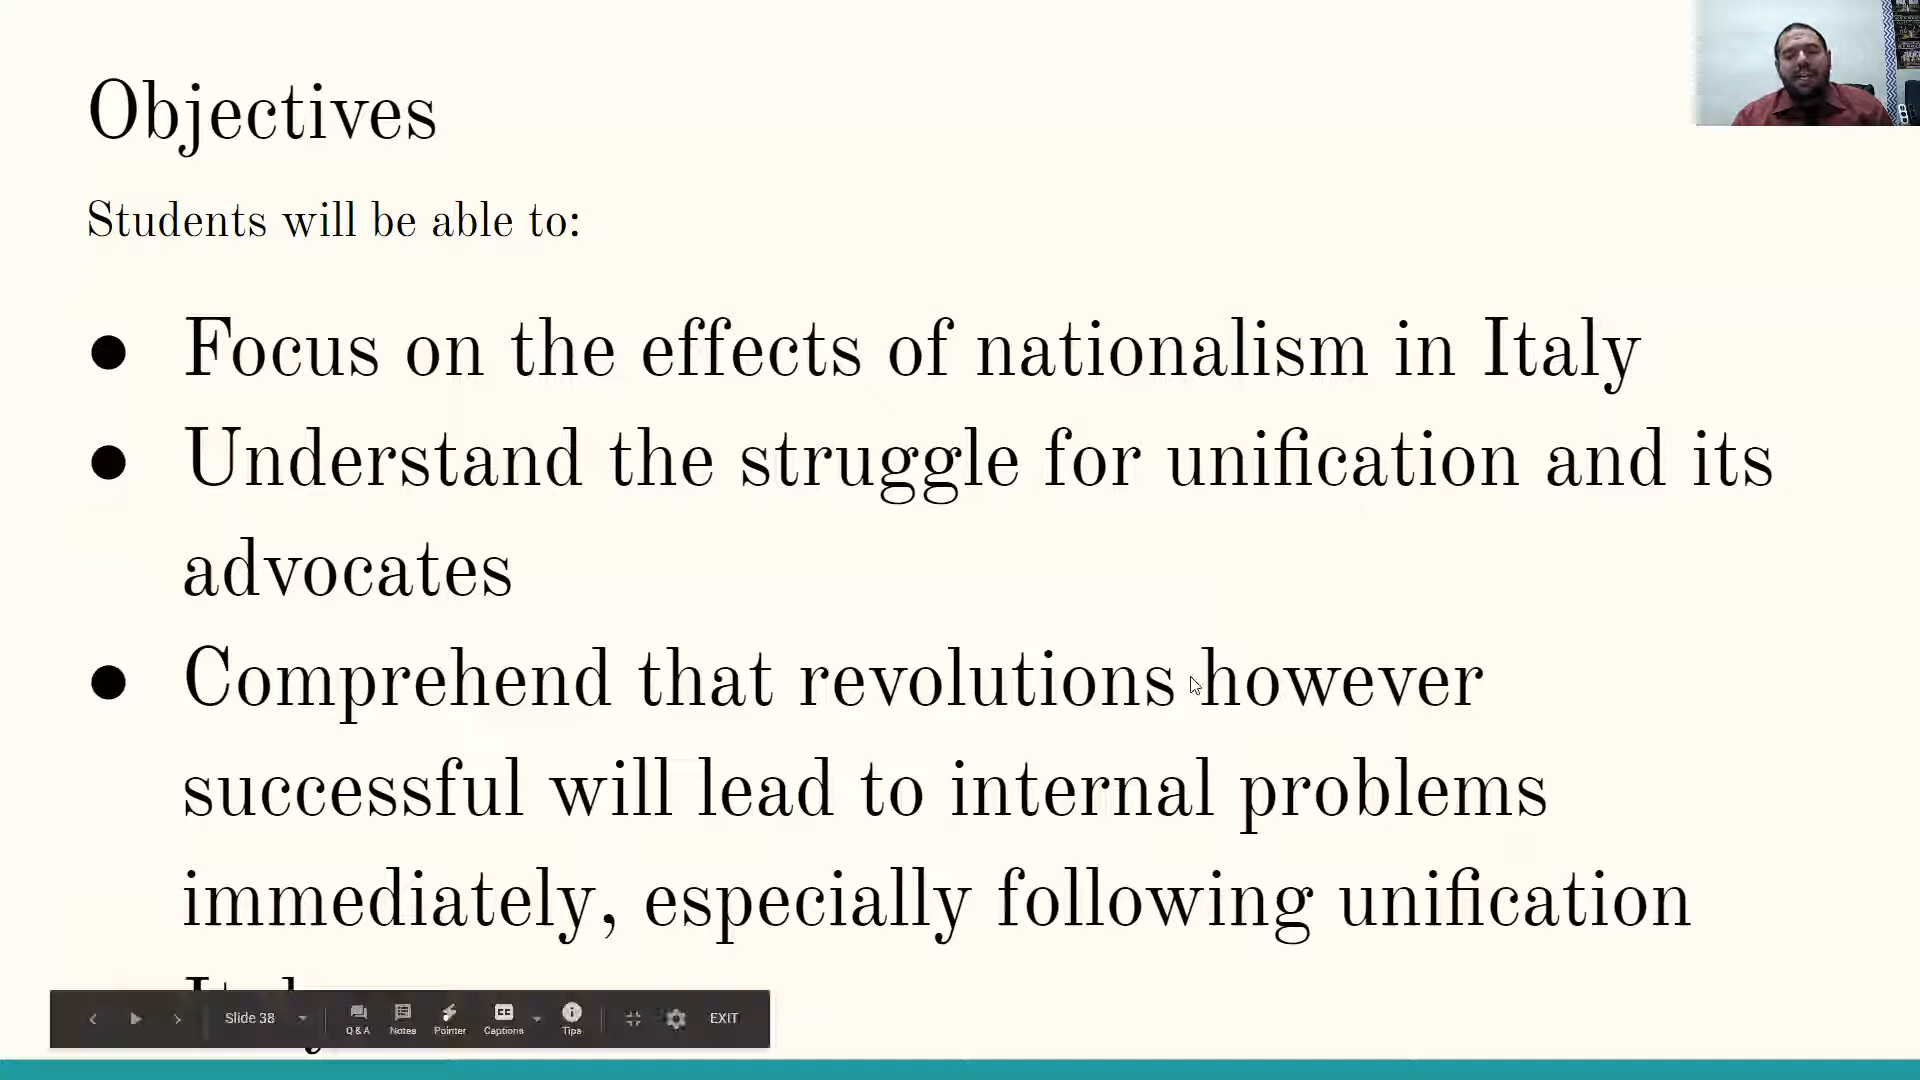 Objectives
Students will be able to:
● Focus on the effects of nationalism in Italy
● Understand the struggle for unification and its
advocates
● Comprehend that revolutions however
successful will lead to internal problems
immediately, especially following unification
Slide 38
Q & A
Notes
Pointer
Captions
Tips
EXIT